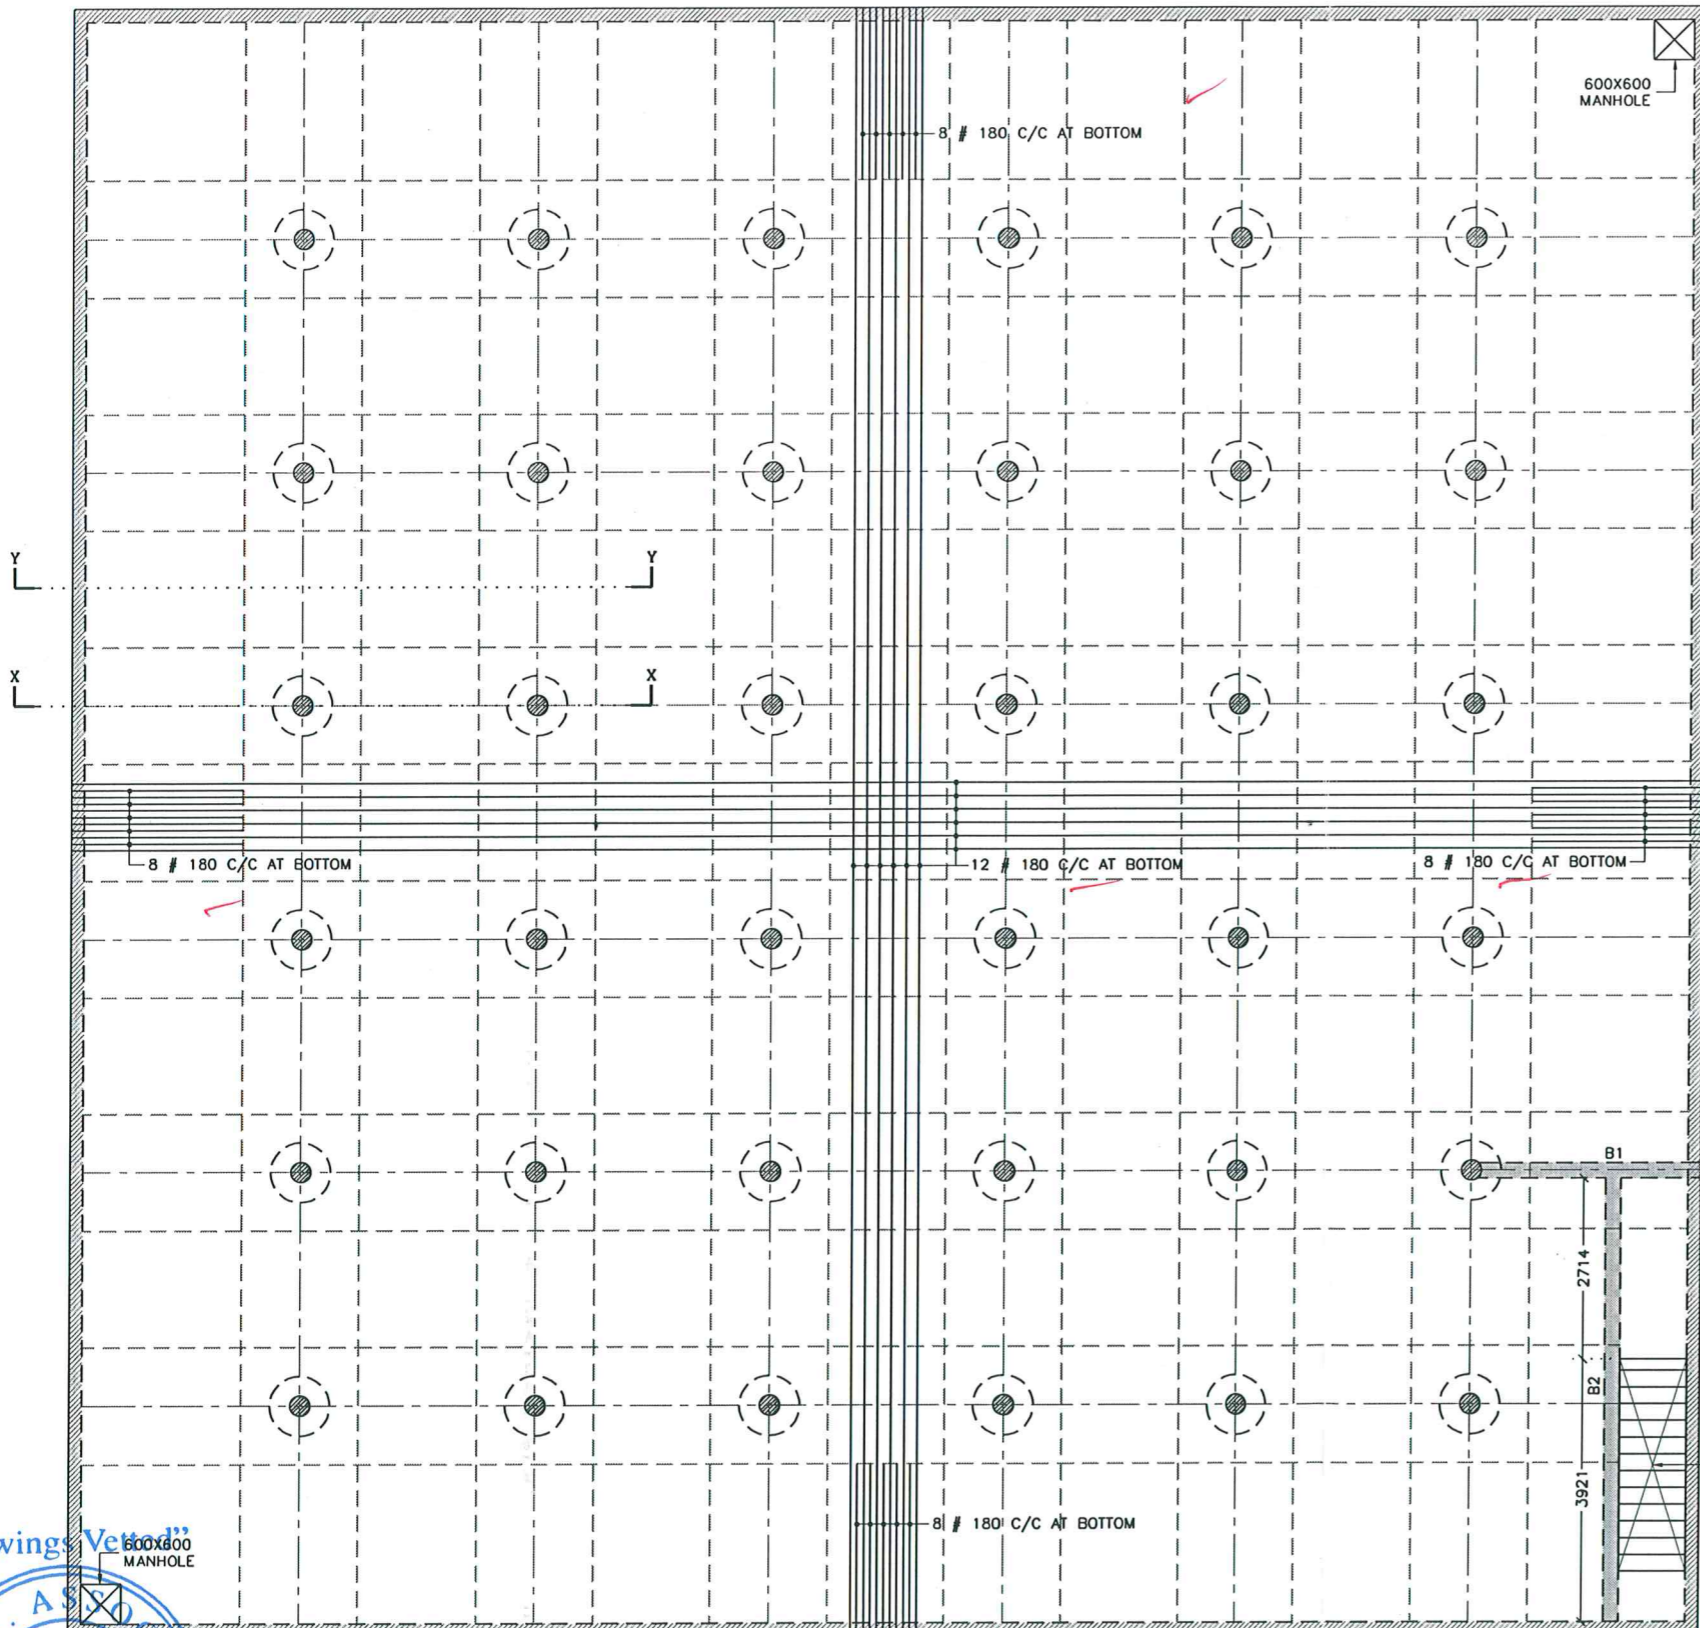 600X600
MANHOLE
8 # 180 C/C AT BOTTOM
Y Y
X X
8 # 180 C/C AT BOTTOM
12 # 180 C/C AT BOTTOM
8 # 180 C/C AT BOTTOM
B1
2714
B2
3921
8 # 180 C/C AT BOTTOM
wings Vetted”
600X600
MANHOLE
ASSO